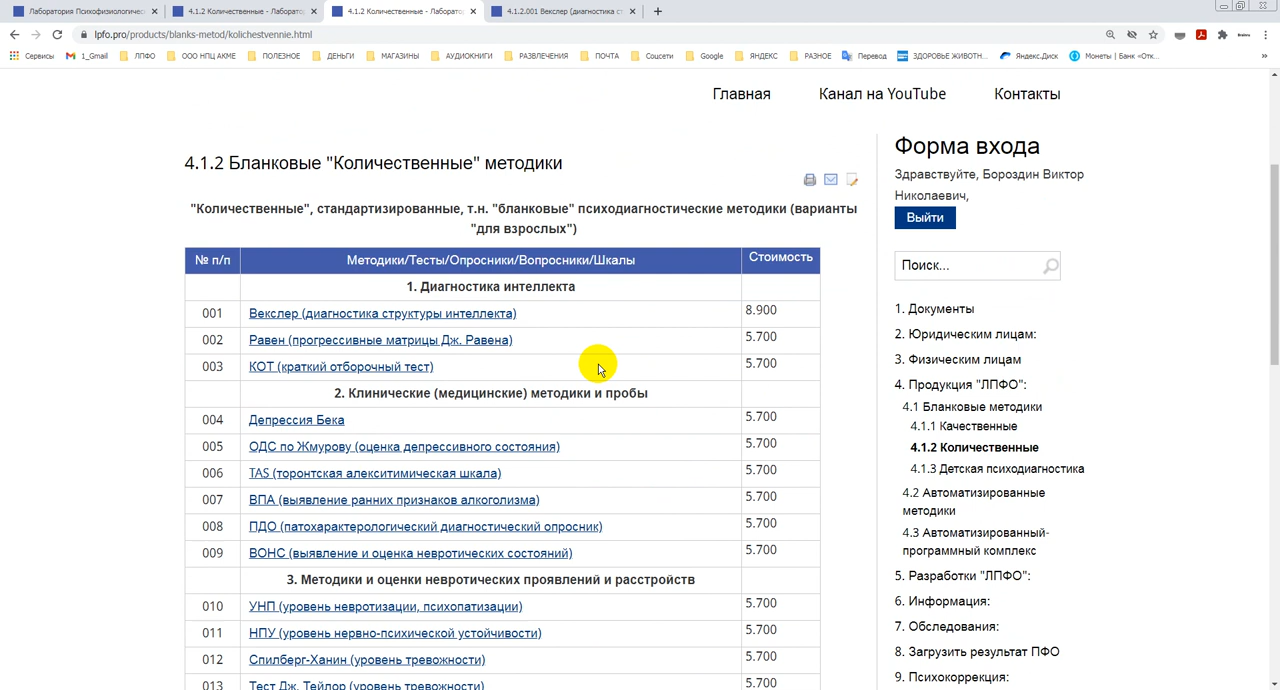 Лаборатория Психофизиологичес
4.1.2 Количественные - Лаборато
4.1.2 Количественные - Лаборато
4.1.2.001 Векслер (диагностика ст
lpfo.pro/products/blanks-metod/kolichestvennie.html
Сервисы
1_Gmail
ЛПФО
ООО НПЦ АКМЕ
ПОЛЕЗНОЕ
ДЕНЬГИ
МАГАЗИНЫ
АУДИОКНИГИ
РАЗВЛЕЧЕНИЯ
ПОЧТА
Соцсети
Google
ЯНДЕКС
РАЗНОЕ
Перевод
ЗДОРОВЬЕ ЖИВОТН...
Яндекс.Диск
Монеты | Банк «Отк...
Главная
Канал на YouTube
Контакты
4.1.2 Бланковые "Количественные" методики
"Количественные", стандартизированные, т.н. "бланковые" психодиагностические методики (варианты
"для взрослых")
№ п/п Методики/Тесты/Опросники/Вопросники/Шкалы Стоимость
1. Диагностика интеллекта
001 Векслер (диагностика структуры интеллекта) 8.900
002 Равен (прогрессивные матрицы Дж. Равена) 5.700
003 КОТ (краткий отборочный тест) 5.700
2. Клинические (медицинские) методики и пробы
004 Депрессия Бека 5.700
005 ОДС по Жмурову (оценка депрессивного состояния) 5.700
006 TAS (торонтская алекситимическая шкала) 5.700
007 ВПА (выявление ранних признаков алкоголизма) 5.700
008 ПДО (патохарактерологический диагностический опросник) 5.700
009 ВОНС (выявление и оценка невротических состояний) 5.700
3. Методики и оценки невротических проявлений и расстройств
010 УНП (уровень невротизации, психопатизации) 5.700
011 НПУ (уровень нервно-психической устойчивости) 5.700
012 Спилберг-Ханин (уровень тревожности) 5.700
013 Тест Дж. Тейлор (уровень тревожности) 5.700
Форма входа
Здравствуйте, Бороздин Виктор
Николаевич,
Выйти
Поиск...
1. Документы
2. Юридическим лицам:
3. Физическим лицам
4. Продукция "ЛПФО":
4.1 Бланковые методики
4.1.1 Качественные
4.1.2 Количественные
4.1.3 Детская психодиагностика
4.2 Автоматизированные
методики
4.3 Автоматизированный-
программный комплекс
5. Разработки "ЛПФО":
6. Информация:
7. Обследования:
8. Загрузить результат ПФО
9. Психокоррекция: